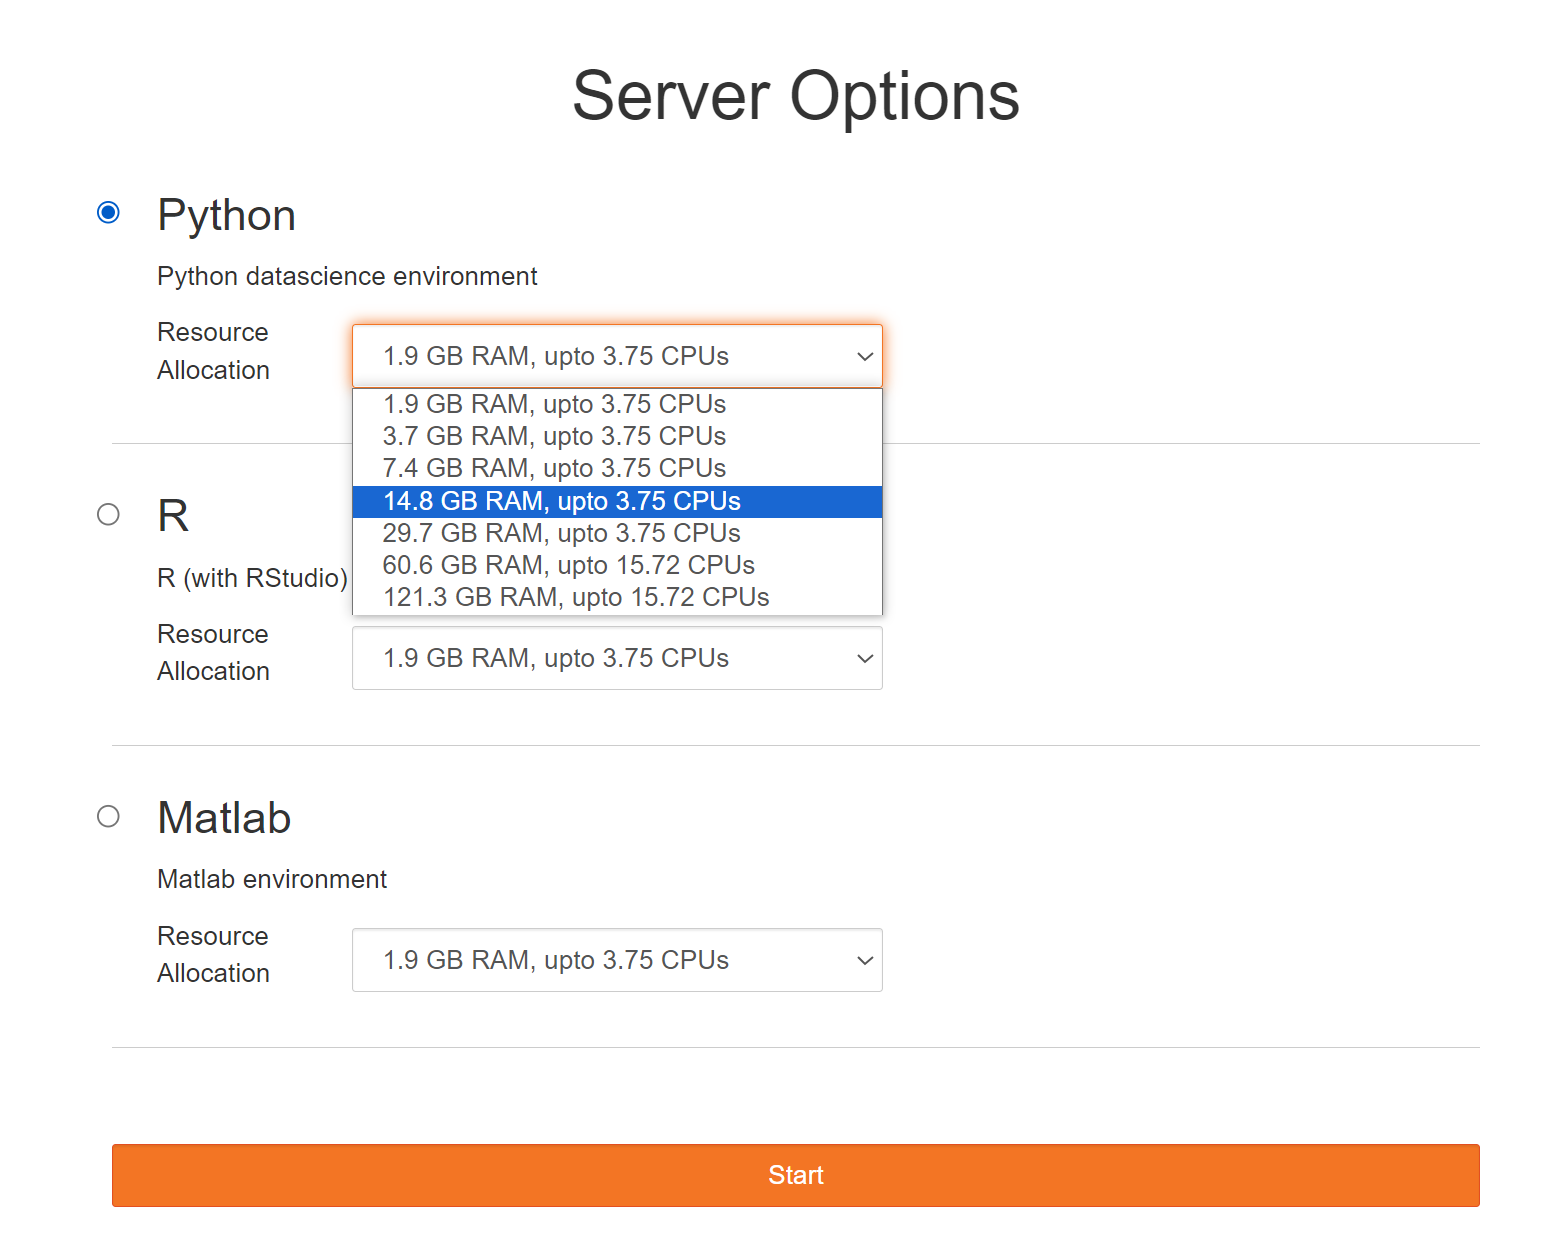 Server Options
Python
Python datascience environment
Resource
Allocation
1.9 GB RAM, upto 3.75 CPUs
1.9 GB RAM, upto 3.75 CPUs
3.7 GB RAM, upto 3.75 CPUs
7.4 GB RAM, upto 3.75 CPUs
14.8 GB RAM, upto 3.75 CPUs
29.7 GB RAM, upto 3.75 CPUs
60.6 GB RAM, upto 15.72 CPUs
121.3 GB RAM, upto 15.72 CPUs
R
R (with RStudio)
Resource
Allocation
1.9 GB RAM, upto 3.75 CPUs
Matlab
Matlab environment
Resource
Allocation
1.9 GB RAM, upto 3.75 CPUs
Start